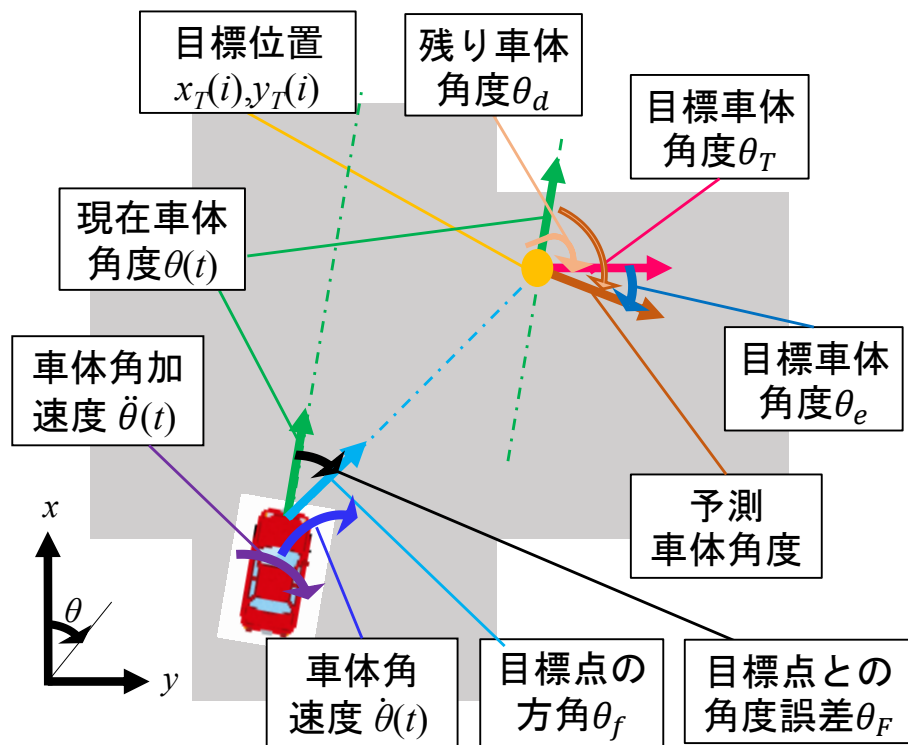 目標位置
x_T(i),y_T(i)
残り車体
角度θ_d
目標車体
角度θ_T
現在車体
角度θ(t)
車体角加
速度 θ̈(t)
目標車体
角度θ_e
予測
車体角度
x
θ
y
車体角
速度 θ̇(t)
目標点の
方角θ_f
目標点との
角度誤差θ_F